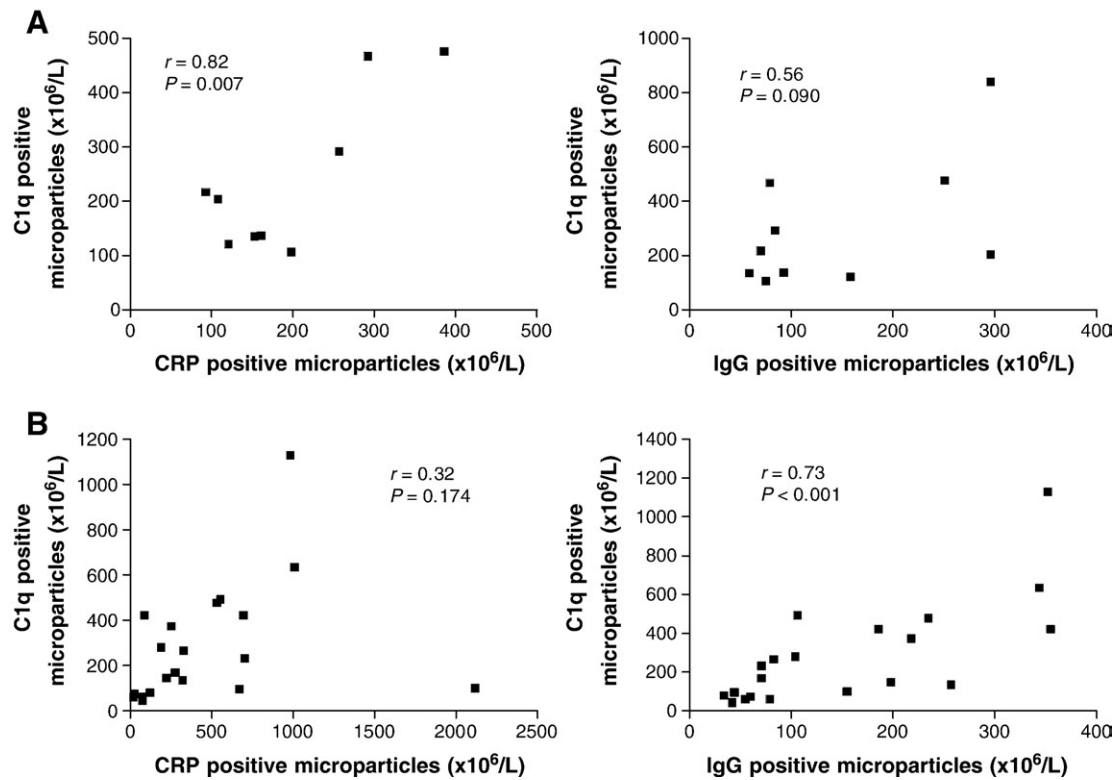 A
C1q positive
microparticles (x10⁶/L)
500
400
300
200
100
0
r = 0.82
P = 0.007
0
100
200
300
400
500
CRP positive microparticles (x10⁶/L)
C1q positive
microparticles (x10⁶/L)
1000
800
600
400
200
0
r = 0.56
P = 0.090
0
100
200
300
400
IgG positive microparticles (x10⁶/L)
B
C1q positive
microparticles (x10⁶/L)
1200
1000
800
600
400
200
0
r = 0.32
P = 0.174
0
500
1000
1500
2000
2500
CRP positive microparticles (x10⁶/L)
C1q positive
microparticles (x10⁶/L)
1400
1200
1000
800
600
400
200
0
r = 0.73
P < 0.001
0
100
200
300
400
IgG positive microparticles (x10⁶/L)